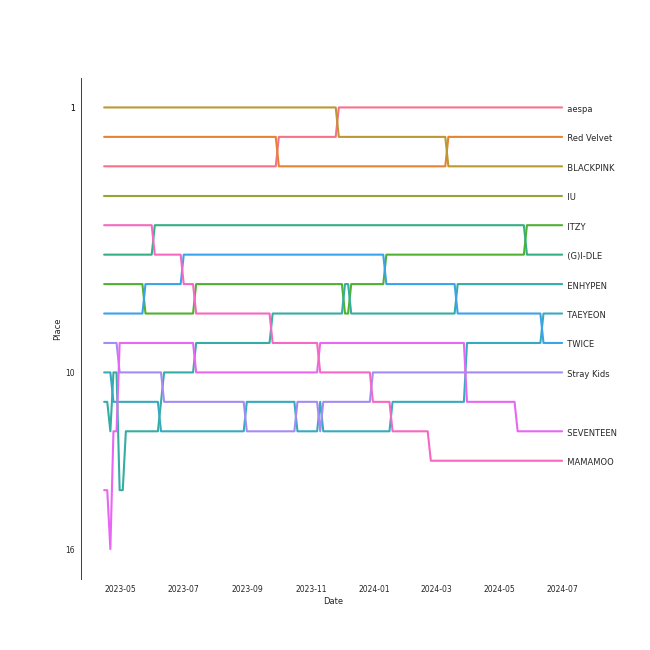 1
aespa
Red Velvet
BLACKPINK
IU
ITZY
(G)I-DLE
ENHYPEN
TAEYEON
TWICE
10
Stray Kids
SEVENTEEN
MAMAMOO
16
Place
2023-05 2023-07 2023-09 2023-11 2024-01 2024-03 2024-05 2024-07
Date